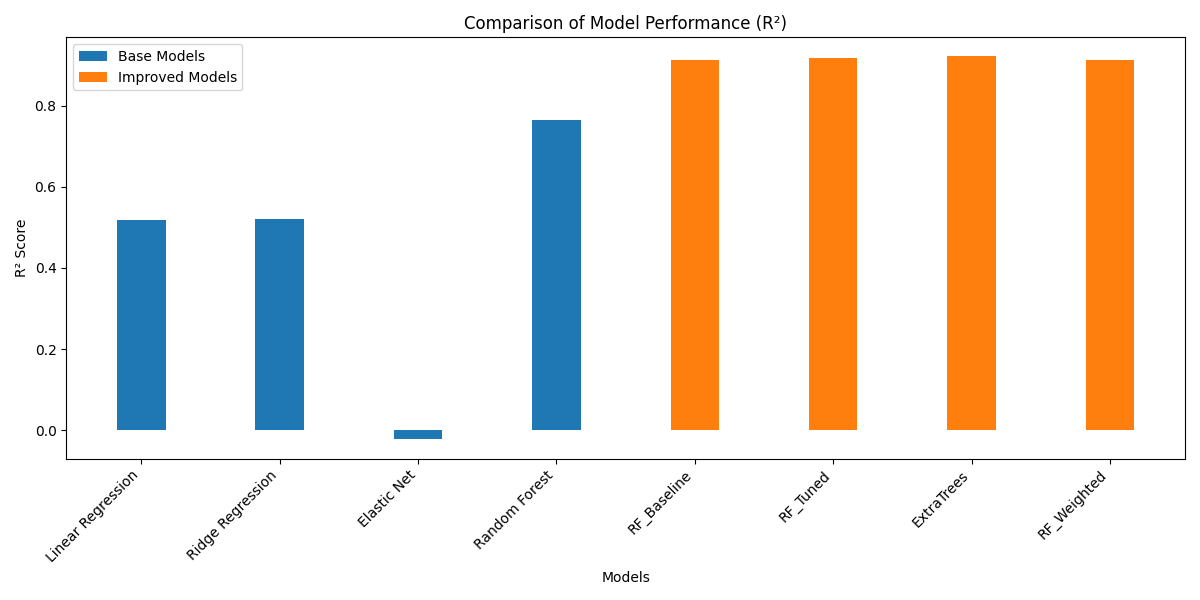 Comparison of Model Performance (R²)
Base Models
Improved Models
R² Score
0.8
0.6
0.4
0.2
0.0
Linear Regression
Ridge Regression
Elastic Net
Random Forest
RF_Baseline
RF_Tuned
ExtraTrees
RF_Weighted
Models